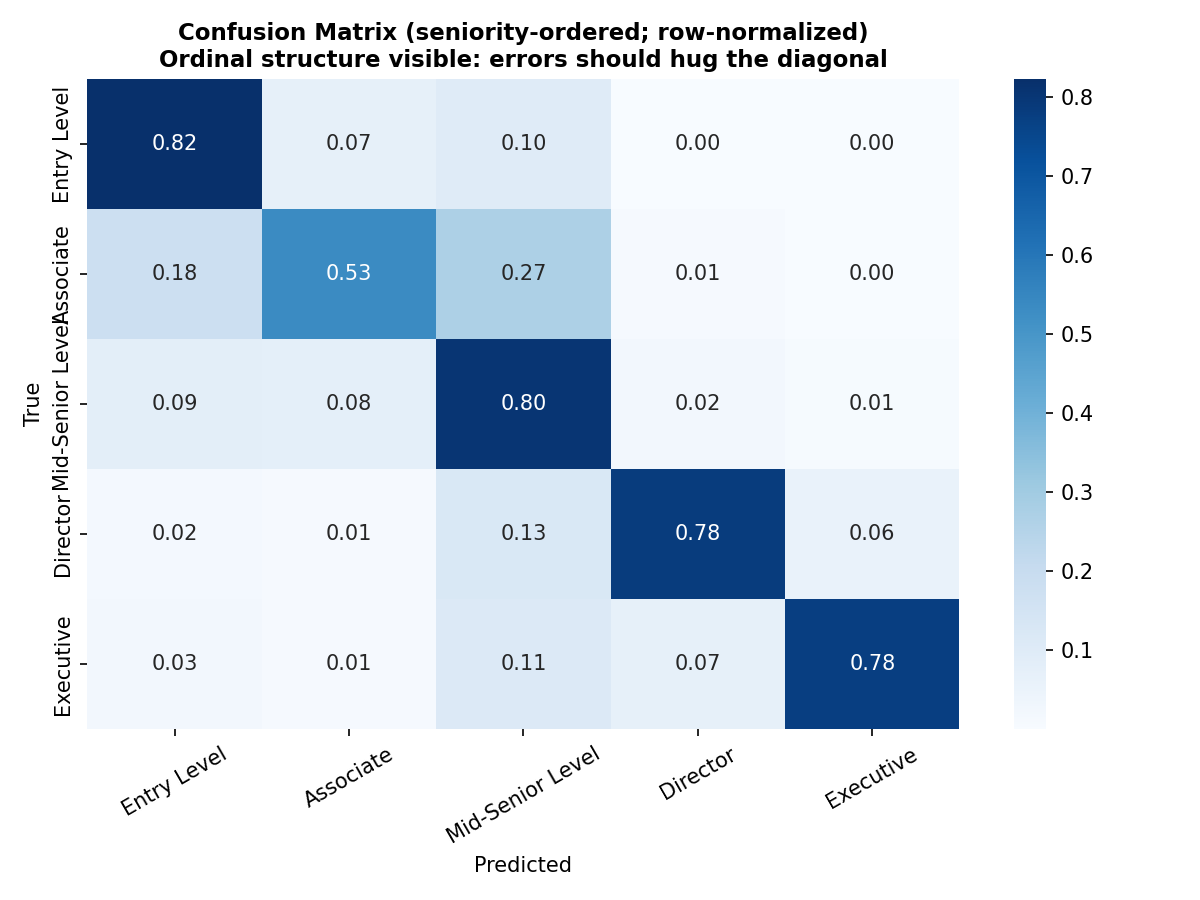 Confusion Matrix (seniority-ordered; row-normalized)
Ordinal structure visible: errors should hug the diagonal
True
Entry Level 0.82 0.07 0.10 0.00 0.00
Associate 0.18 0.53 0.27 0.01 0.00
Mid-Senior Level 0.09 0.08 0.80 0.02 0.01
Director 0.02 0.01 0.13 0.78 0.06
Executive 0.03 0.01 0.11 0.07 0.78
Entry Level Associate Mid-Senior Level Director Executive
Predicted
0.8
0.7
0.6
0.5
0.4
0.3
0.2
0.1